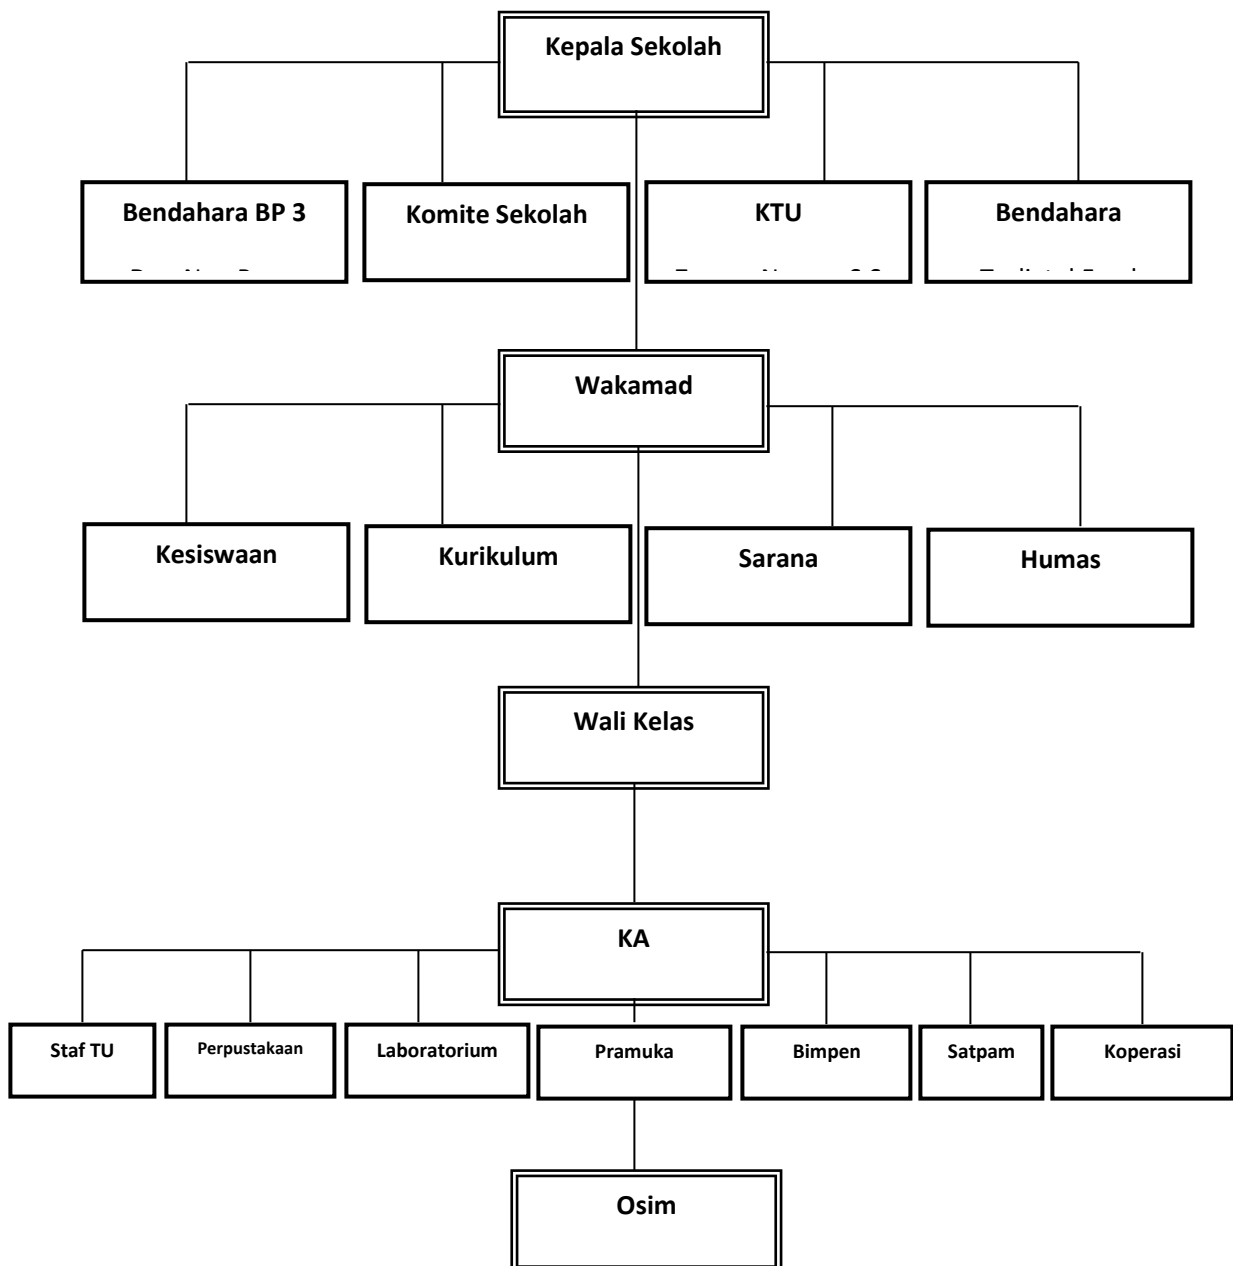 Kepala Sekolah
Bendahara BP 3
Komite Sekolah
KTU
Bendahara
Wakamad
Kesiswaan
Kurikulum
Sarana
Humas
Wali Kelas
KA
Staf TU
Perpustakaan
Laboratorium
Pramuka
Bimpen
Satpam
Koperasi
Osim